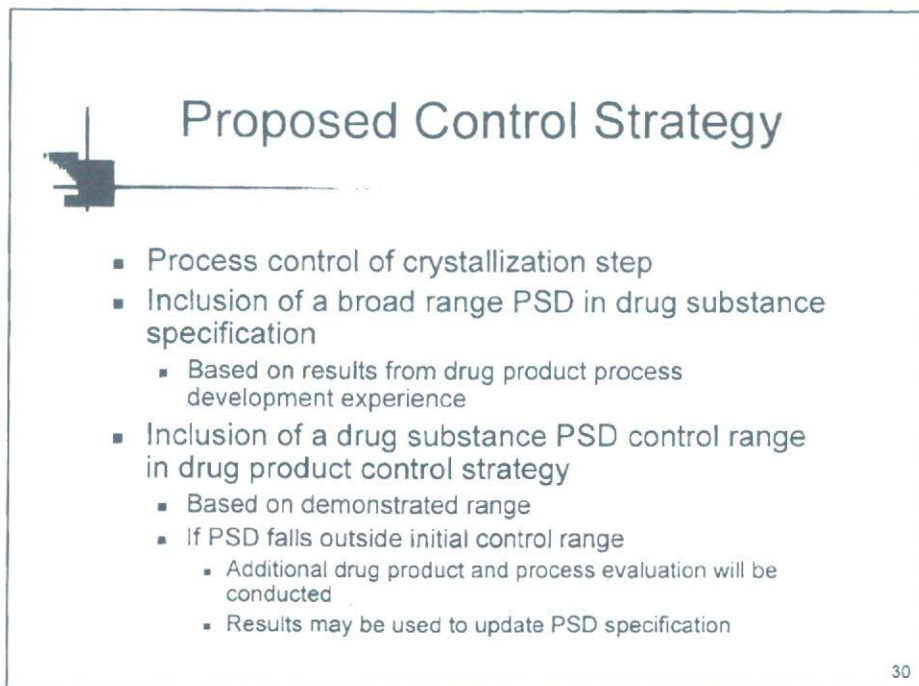 Proposed Control Strategy
▪ Process control of crystallization step
▪ Inclusion of a broad range PSD in drug substance
specification
▪ Based on results from drug product process
development experience
▪ Inclusion of a drug substance PSD control range
in drug product control strategy
▪ Based on demonstrated range
▪ If PSD falls outside initial control range
▪ Additional drug product and process evaluation will be
conducted
▪ Results may be used to update PSD specification
30